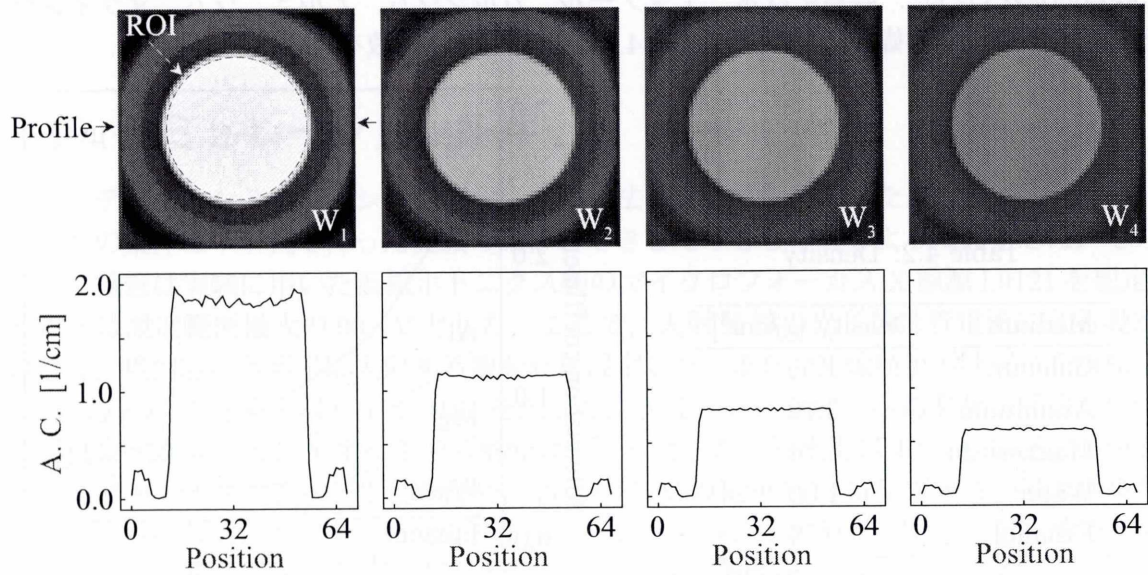 ROI
Profile
W1
W2
W3
W4
A. C. [1/cm]
2.0
1.0
0.0
0 32 64
0 32 64
0 32 64
0 32 64
Position
Position
Position
Position